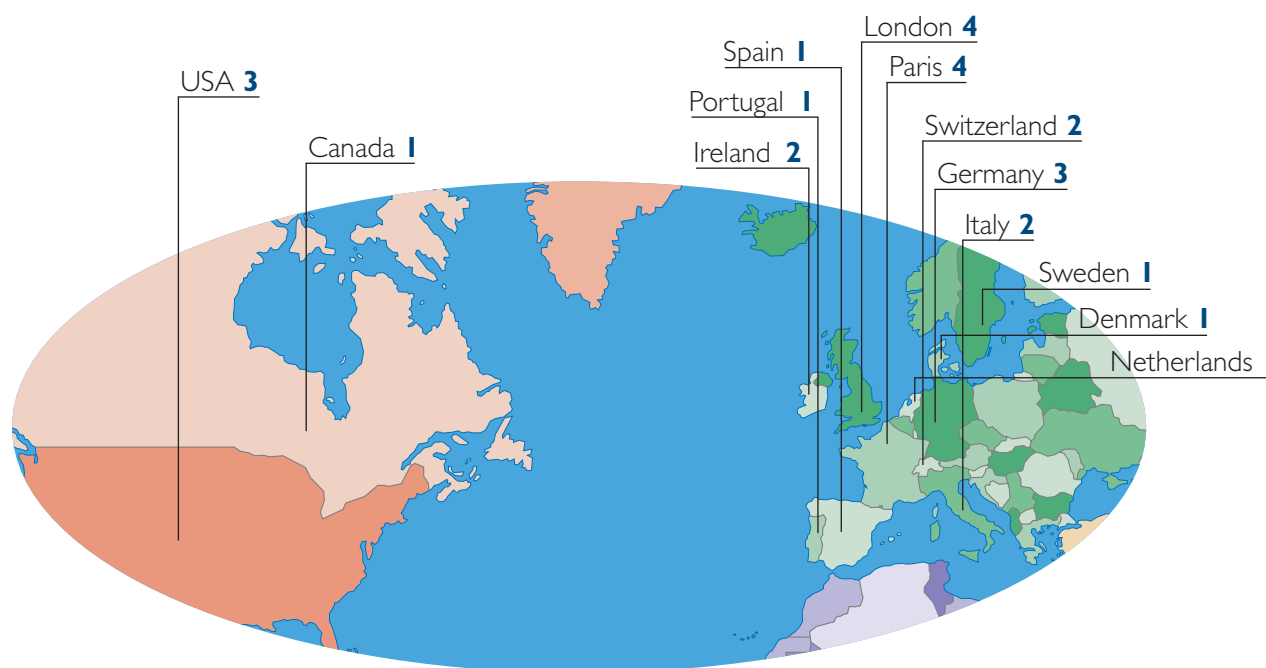 London 4
Spain 1
Paris 4
USA 3
Portugal 1
Switzerland 2
Canada 1
Ireland 2
Germany 3
Italy 2
Sweden 1
Denmark 1
Netherlands